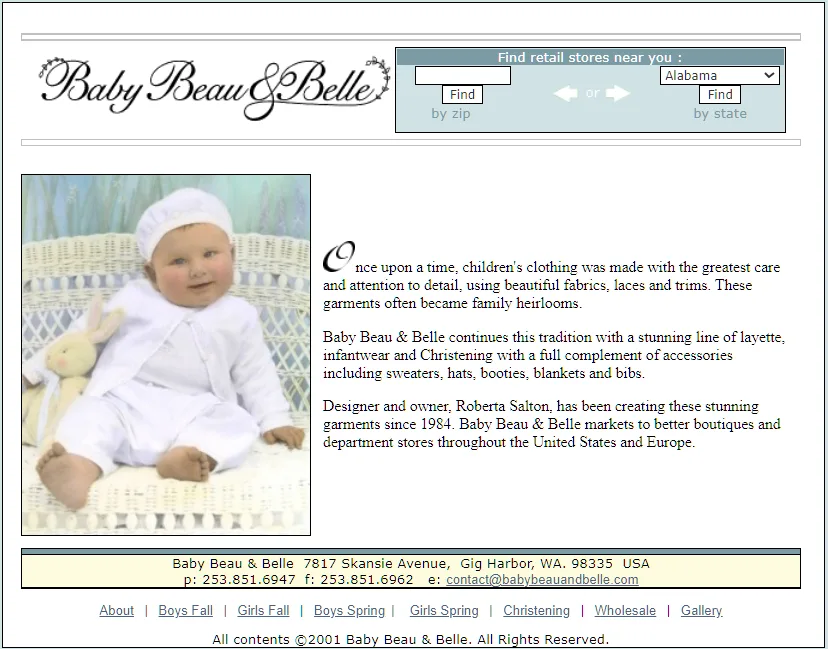 Baby Beau & Belle
Find retail stores near you :
Find
by zip
or
Alabama
Find
by state
Once upon a time, children's clothing was made with the greatest care
and attention to detail, using beautiful fabrics, laces and trims. These
garments often became family heirlooms.
Baby Beau & Belle continues this tradition with a stunning line of layette,
infantwear and Christening with a full complement of accessories
including sweaters, hats, booties, blankets and bibs.
Designer and owner, Roberta Salton, has been creating these stunning
garments since 1984. Baby Beau & Belle markets to better boutiques and
department stores throughout the United States and Europe.
Baby Beau & Belle  7817 Skansie Avenue,  Gig Harbor, WA. 98335  USA
p: 253.851.6947  f: 253.851.6962   e: contact@babybeauandbelle.com
About | Boys Fall | Girls Fall | Boys Spring | Girls Spring | Christening | Wholesale | Gallery
All contents ©2001 Baby Beau & Belle. All Rights Reserved.